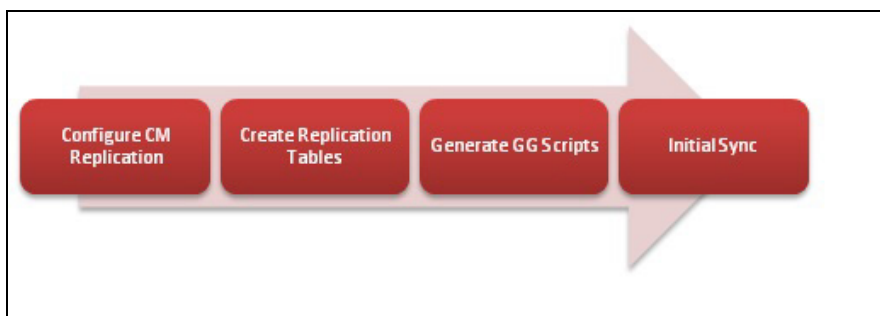 Configure CM
Replication
Create Replication
Tables
Generate GG Scripts
Initial Sync